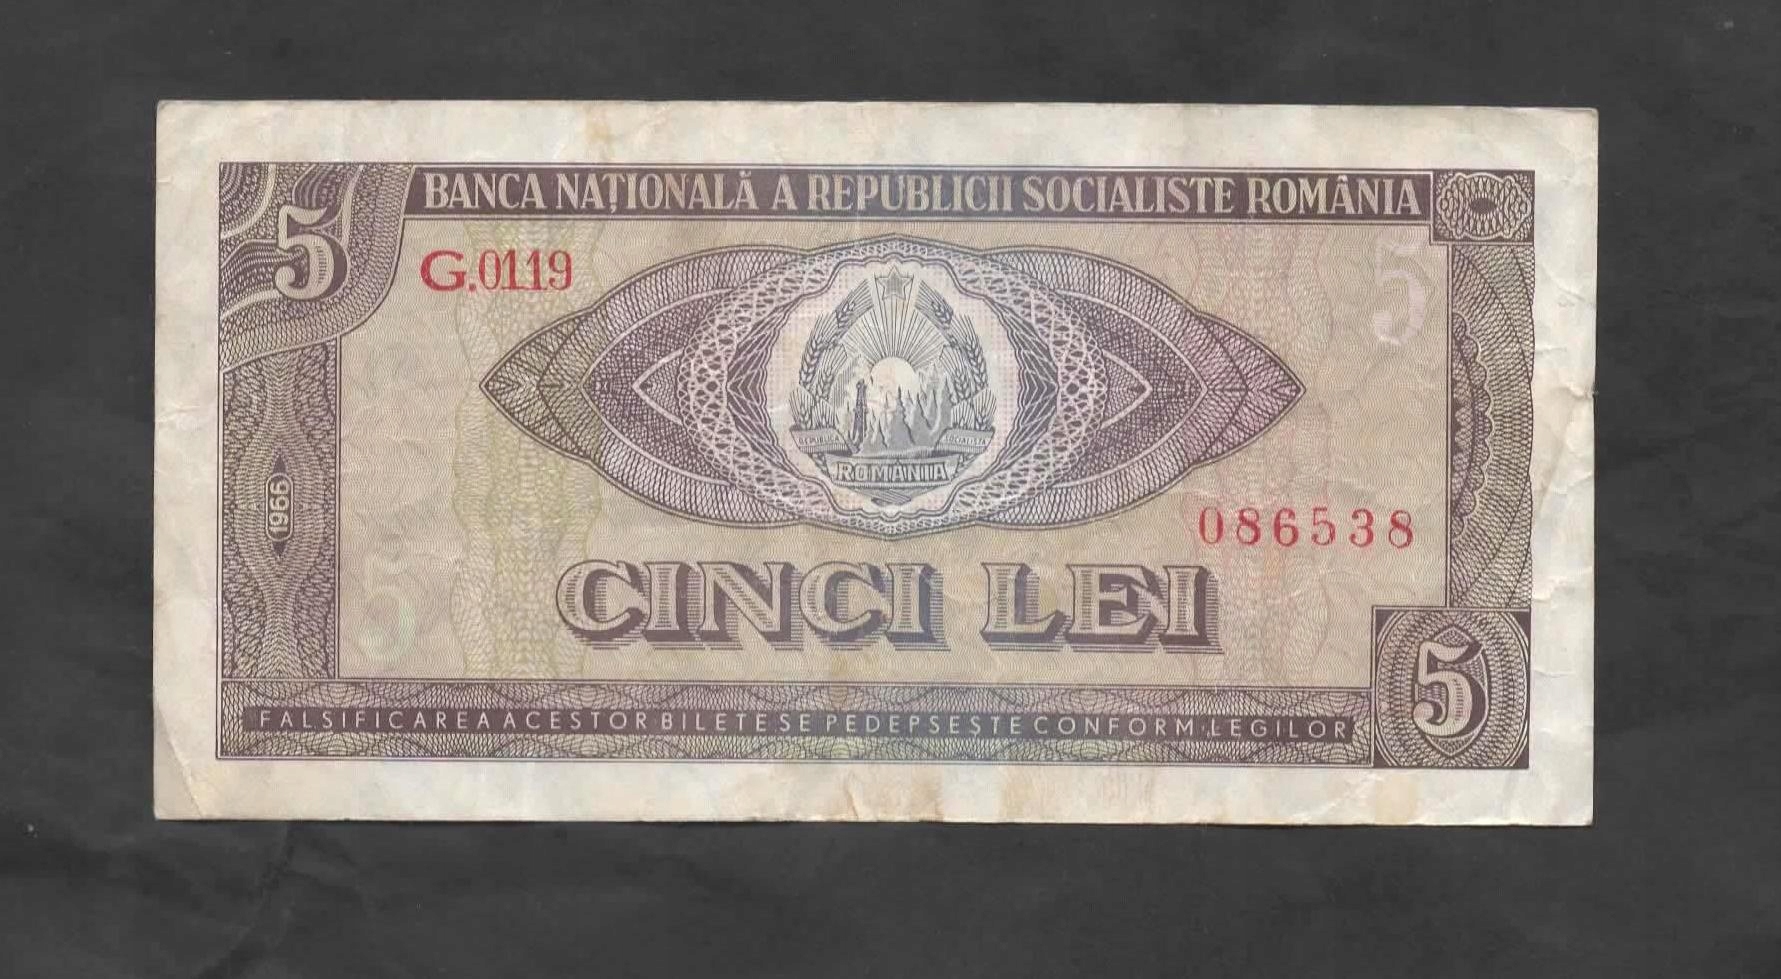 BANCA NAȚIONALĂ A REPUBLICII SOCIALISTE ROMÂNIA
5
G.0119
5
REPUBLICA SOCIALISTA
ROMÂNIA
1966
086538
5
CINCI LEI
5
FALSIFICAREA ACESTOR BILETE SE PEDEPSEȘTE CONFORM LEGILOR